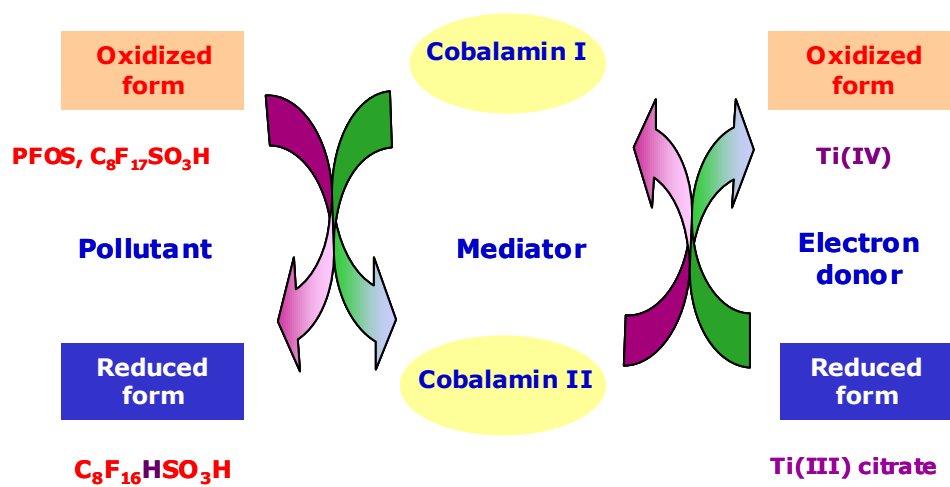 Oxidized
form
Cobalamin I
Oxidized
form
PFOS, C₈F₁₇SO₃H
Ti(IV)
Pollutant
Mediator
Electron
donor
Reduced
form
Cobalamin II
Reduced
form
C₈F₁₆HSO₃H
Ti(III) citrate